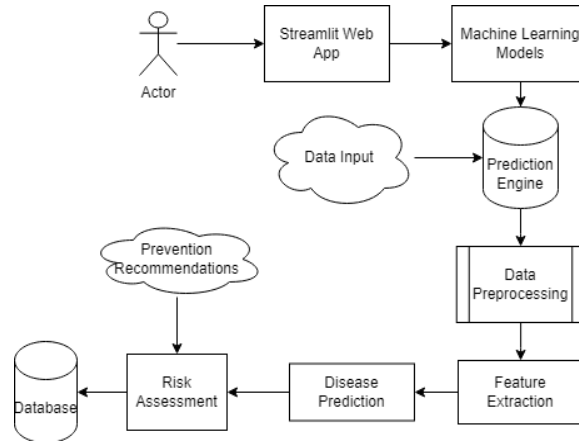 Streamlit Web
App
Machine Learning
Models
Actor
Data Input
Prediction
Engine
Prevention
Recommendations
Data
Preprocessing
Database
Risk
Assessment
Disease
Prediction
Feature
Extraction